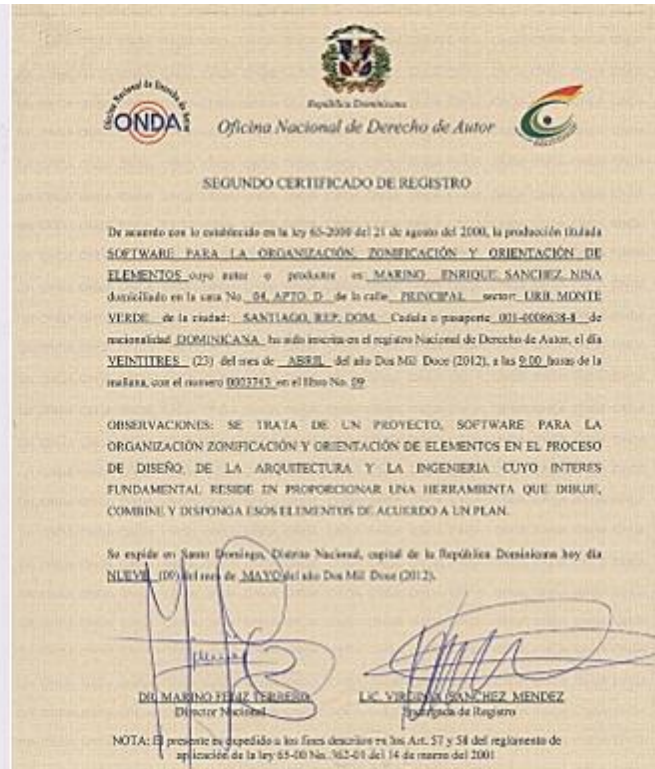 República Dominicana
ONDA
Oficina Nacional de Derecho de Autor
SEGUNDO CERTIFICADO DE REGISTRO
De acuerdo con lo establecido en la ley 65-2000 del 21 de agosto del 2000, la producción titulada
SOFTWARE PARA LA ORGANIZACIÓN, ZONIFICACIÓN Y ORIENTACIÓN DE
ELEMENTOS cuyo autor o productor es: MARINO ENRIQUE SANCHEZ NINA
domiciliado en la casa No. 04, APTO. D de la calle PRINCIPAL sector: URB. MONTE
VERDE de la ciudad: SANTIAGO, REP. DOM. Cedula o pasaporte 001-0008638-8 de
nacionalidad DOMINICANA ha sido inscrita en el registro Nacional de Derecho de Autor, el día
VEINTITRES (23) del mes de ABRIL del año Dos Mil Doce (2012), a las 9:00 horas de la
mañana, con el numero 0003743 en el libro No. 09
OBSERVACIONES: SE TRATA DE UN PROYECTO, SOFTWARE PARA LA
ORGANIZACIÓN ZONIFICACIÓN Y ORIENTACIÓN DE ELEMENTOS EN EL PROCESO
DE DISEÑO, DE LA ARQUITECTURA Y LA INGENIERIA CUYO INTERES
FUNDAMENTAL RESIDE EN PROPORCIONAR UNA HERRAMIENTA QUE DIBUJE,
COMBINE Y DISPONGA ESOS ELEMENTOS DE ACUERDO A UN PLAN.
Se expide en Santo Domingo, Distrito Nacional, capital de la República Dominicana hoy día
NUEVE (09) del mes de MAYO del año Dos Mil Doce (2012).
DR. MARINO FELIZ TERRERO LIC. VIRGINIA SANCHEZ MENDEZ
Director Nacional Encargada de Registro
NOTA: El presente es expedido a los fines descritos en los Art. 57 y 58 del reglamento de
aplicación de la ley 65-00 No. 362-01 del 14 de marzo del 2001